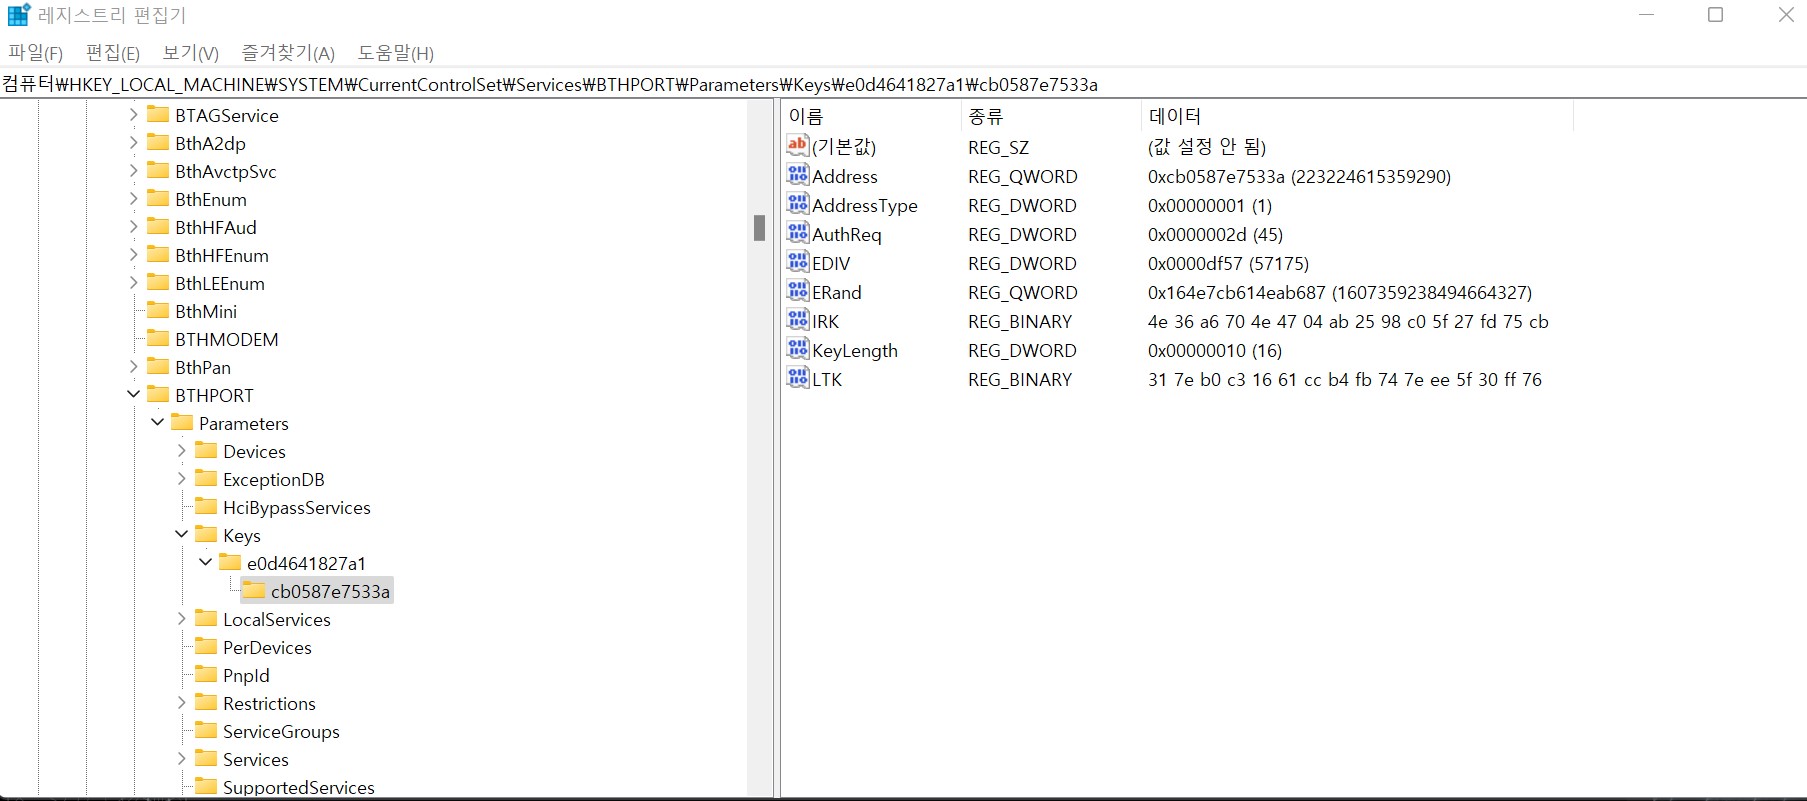 레지스트리 편집기
파일(F) 편집(E) 보기(V) 즐겨찾기(A) 도움말(H)
컴퓨터₩HKEY_LOCAL_MACHINE₩SYSTEM₩CurrentControlSet₩Services₩BTHPORT₩Parameters₩Keys₩e0d4641827a1₩cb0587e7533a
BTAGService
BthA2dp
BthAvctpSvc
BthEnum
BthHFAud
BthHFEnum
BthLEEnum
BthMini
BTHMODEM
BthPan
BTHPORT
Parameters
Devices
ExceptionDB
HciBypassServices
Keys
e0d4641827a1
cb0587e7533a
LocalServices
PerDevices
PnpId
Restrictions
ServiceGroups
Services
SupportedServices
이름 종류 데이터
(기본값) REG_SZ (값 설정 안 됨)
Address REG_QWORD 0xcb0587e7533a (223224615359290)
AddressType REG_DWORD 0x00000001 (1)
AuthReq REG_DWORD 0x0000002d (45)
EDIV REG_DWORD 0x0000df57 (57175)
ERand REG_QWORD 0x164e7cb614eab687 (1607359238494664327)
IRK REG_BINARY 4e 36 a6 70 4e 47 04 ab 25 98 c0 5f 27 fd 75 cb
KeyLength REG_DWORD 0x00000010 (16)
LTK REG_BINARY 31 7e b0 c3 16 61 cc b4 fb 74 7e ee 5f 30 ff 76